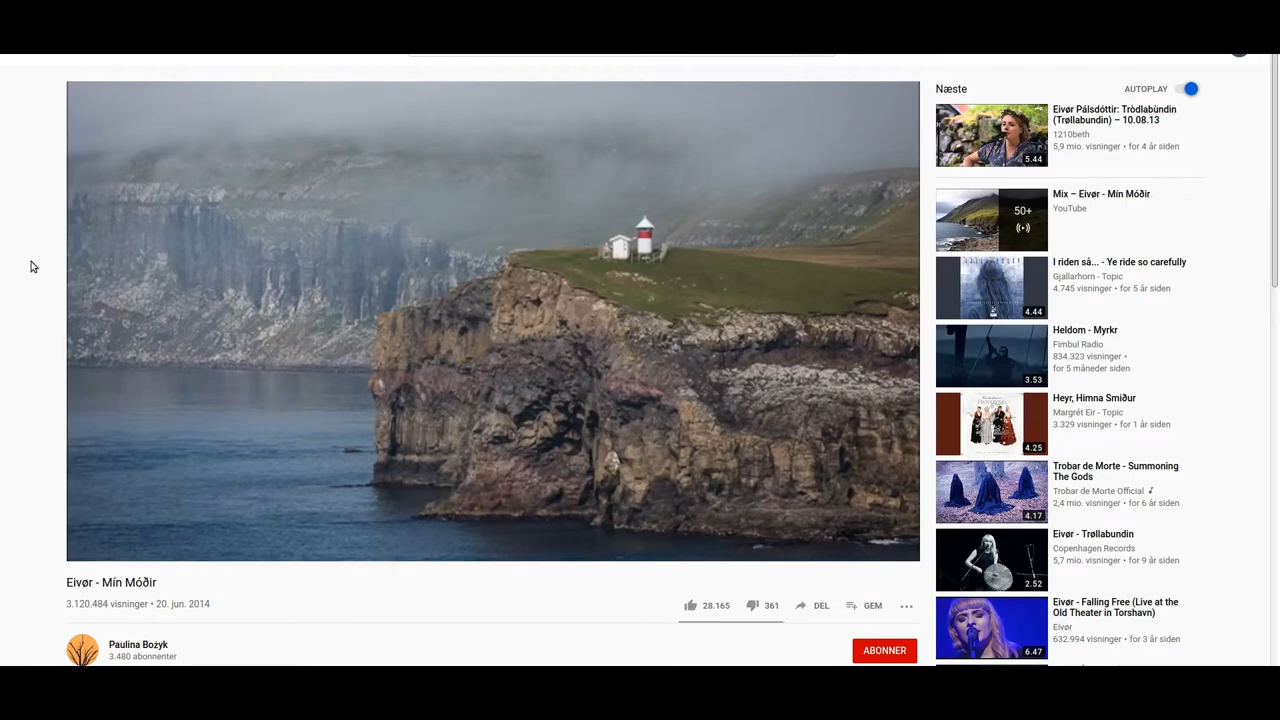 Næste
AUTOPLAY
Eivør Pálsdóttir: Tròdlabùndin
(Trøllabundin) – 10.08.13
1210beth
5,9 mio. visninger • for 4 år siden
5.44
Mix – Eivør - Mín Móðir
YouTube
50+
I riden så... - Ye ride so carefully
Gjallarhorn - Topic
4.745 visninger • for 5 år siden
4.44
Heldom - Myrkr
Fimbul Radio
834.323 visninger •
for 5 måneder siden
3.53
Heyr, Himna Smiður
Margrét Eir - Topic
3.329 visninger • for 1 år siden
4.25
Trobar de Morte - Summoning
The Gods
Trobar de Morte Official
2,4 mio. visninger • for 6 år siden
4.17
Eivør - Trøllabundin
Copenhagen Records
5,7 mio. visninger • for 9 år siden
2.52
Eivør - Falling Free (Live at the
Old Theater in Torshavn)
Eivør
632.994 visninger • for 3 år siden
6.47
Eivør - Mín Móðir
3.120.484 visninger • 20. jun. 2014
28.165
361
DEL
GEM
Paulina Bożyk
3.480 abonnenter
ABONNER